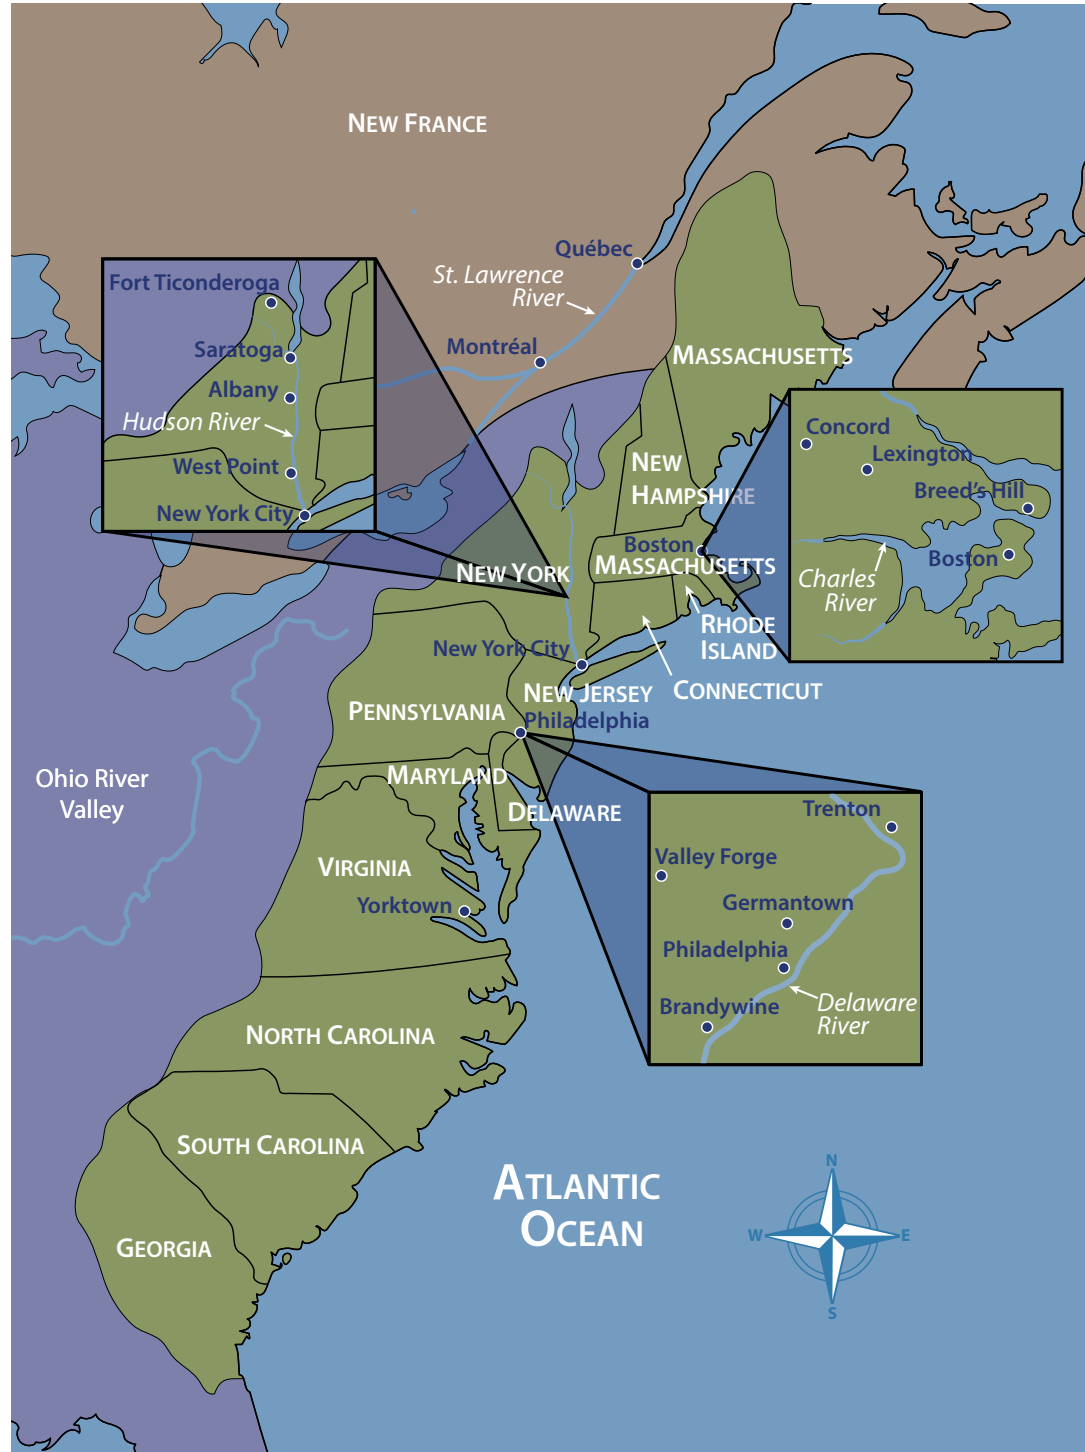 NEW FRANCE
Québec
St. Lawrence
River
Montréal
MASSACHUSETTS
Fort Ticonderoga
Saratoga
Albany
Hudson River
West Point
New York City
Concord
Lexington
Breed's Hill
Boston
Charles
River
NEW
HAMPSHIRE
Boston
MASSACHUSETTS
NEW YORK
RHODE
ISLAND
New York City
CONNECTICUT
NEW JERSEY
PENNSYLVANIA
Philadelphia
Ohio River
Valley
MARYLAND
DELAWARE
Trenton
Valley Forge
Germantown
Philadelphia
Brandywine
Delaware
River
VIRGINIA
Yorktown
NORTH CAROLINA
SOUTH CAROLINA
GEORGIA
ATLANTIC
OCEAN
N
W
E
S